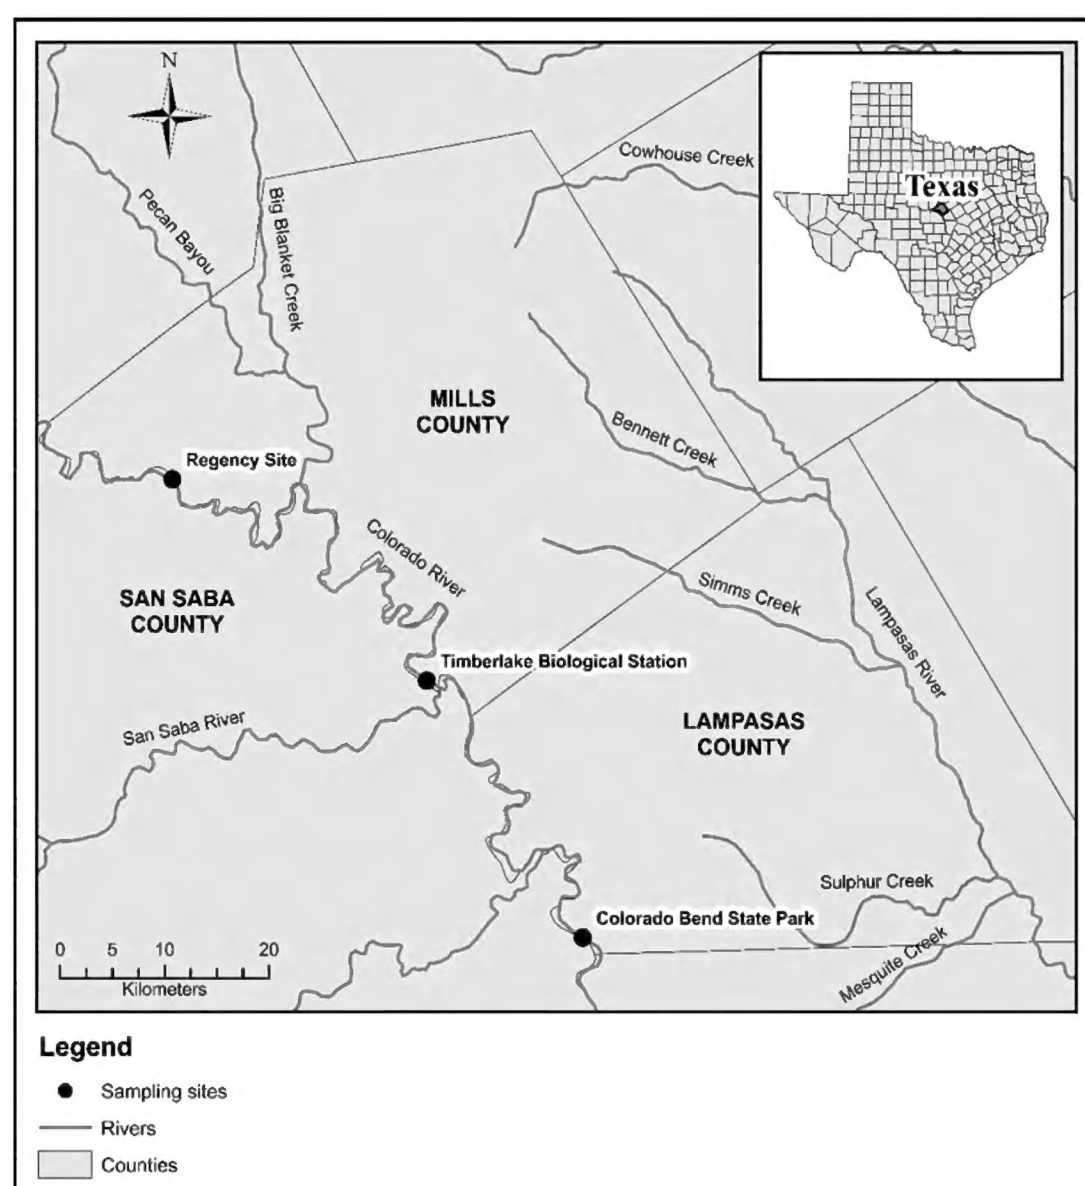 N
Cowhouse Creek
Texas
Pecan Bayou
Big Blanket Creek
MILLS
COUNTY
Bennett Creek
Regency Site
Colorado River
SAN SABA
COUNTY
Simms Creek
Lampasas River
Timberlake Biological Station
San Saba River
LAMPASAS
COUNTY
Sulphur Creek
Colorado Bend State Park
Mesquite Creek
0 5 10 20
Kilometers
Legend
Sampling sites
Rivers
Counties